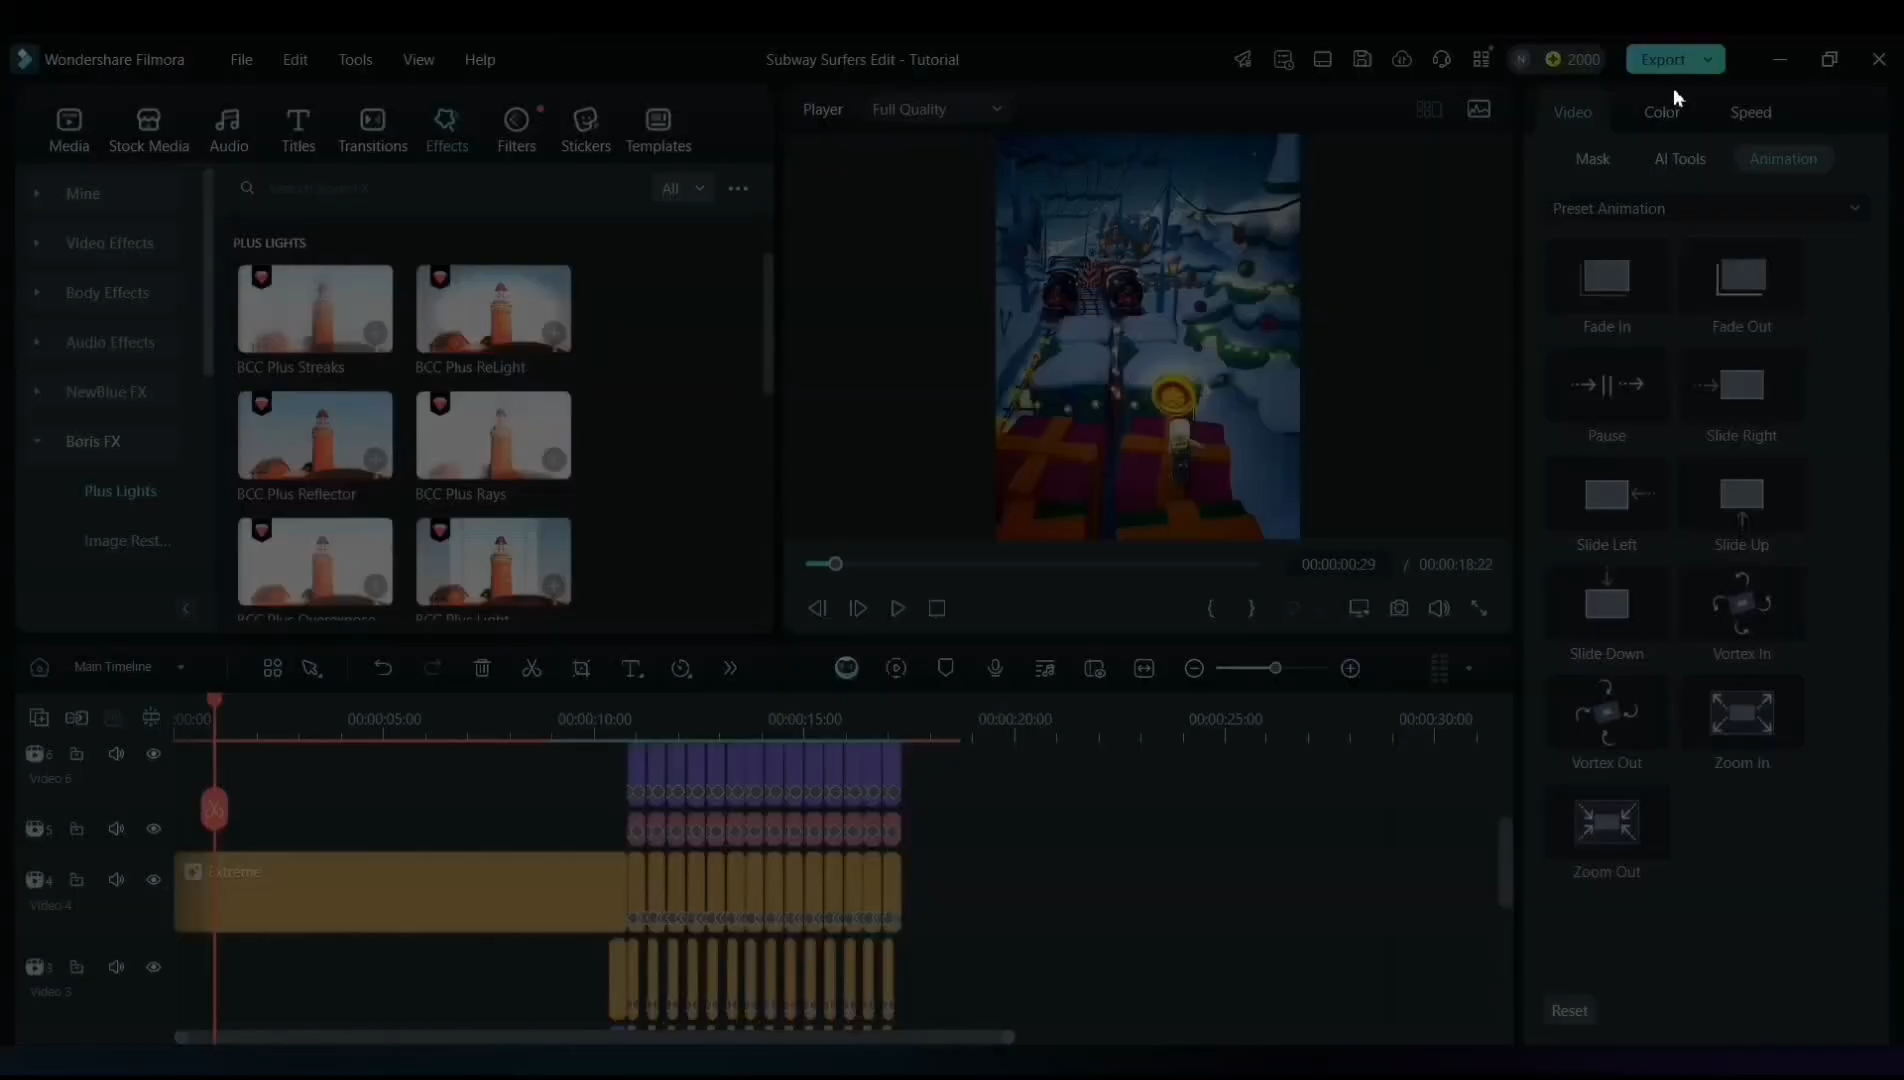 Wondershare Filmora
File
Edit
Tools
View
Help
Subway Surfers Edit - Tutorial
N
2000
Export
Media
Stock Media
Audio
Titles
Transitions
Effects
Filters
Stickers
Templates
Player
Full Quality
Video
Color
Speed
Mask
AI Tools
Animation
Mine
Video Effects
Body Effects
Audio Effects
NewBlue FX
Boris FX
Plus Lights
Image Rest...
All
PLUS LIGHTS
BCC Plus Streaks
BCC Plus ReLight
BCC Plus Reflector
BCC Plus Rays
BCC Plus Overexpose
BCC Plus Light
00:00:00:29 / 00:00:18:22
Preset Animation
Fade In
Fade Out
Pause
Slide Right
Slide Left
Slide Up
Slide Down
Vortex In
Vortex Out
Zoom In
Zoom Out
Reset
Main Timeline
:00:00
00:00:05:00
00:00:10:00
00:00:15:00
00:00:20:00
00:00:25:00
00:00:30:00
6
Video 6
5
4
Video 4
Extreme
3
Video 3